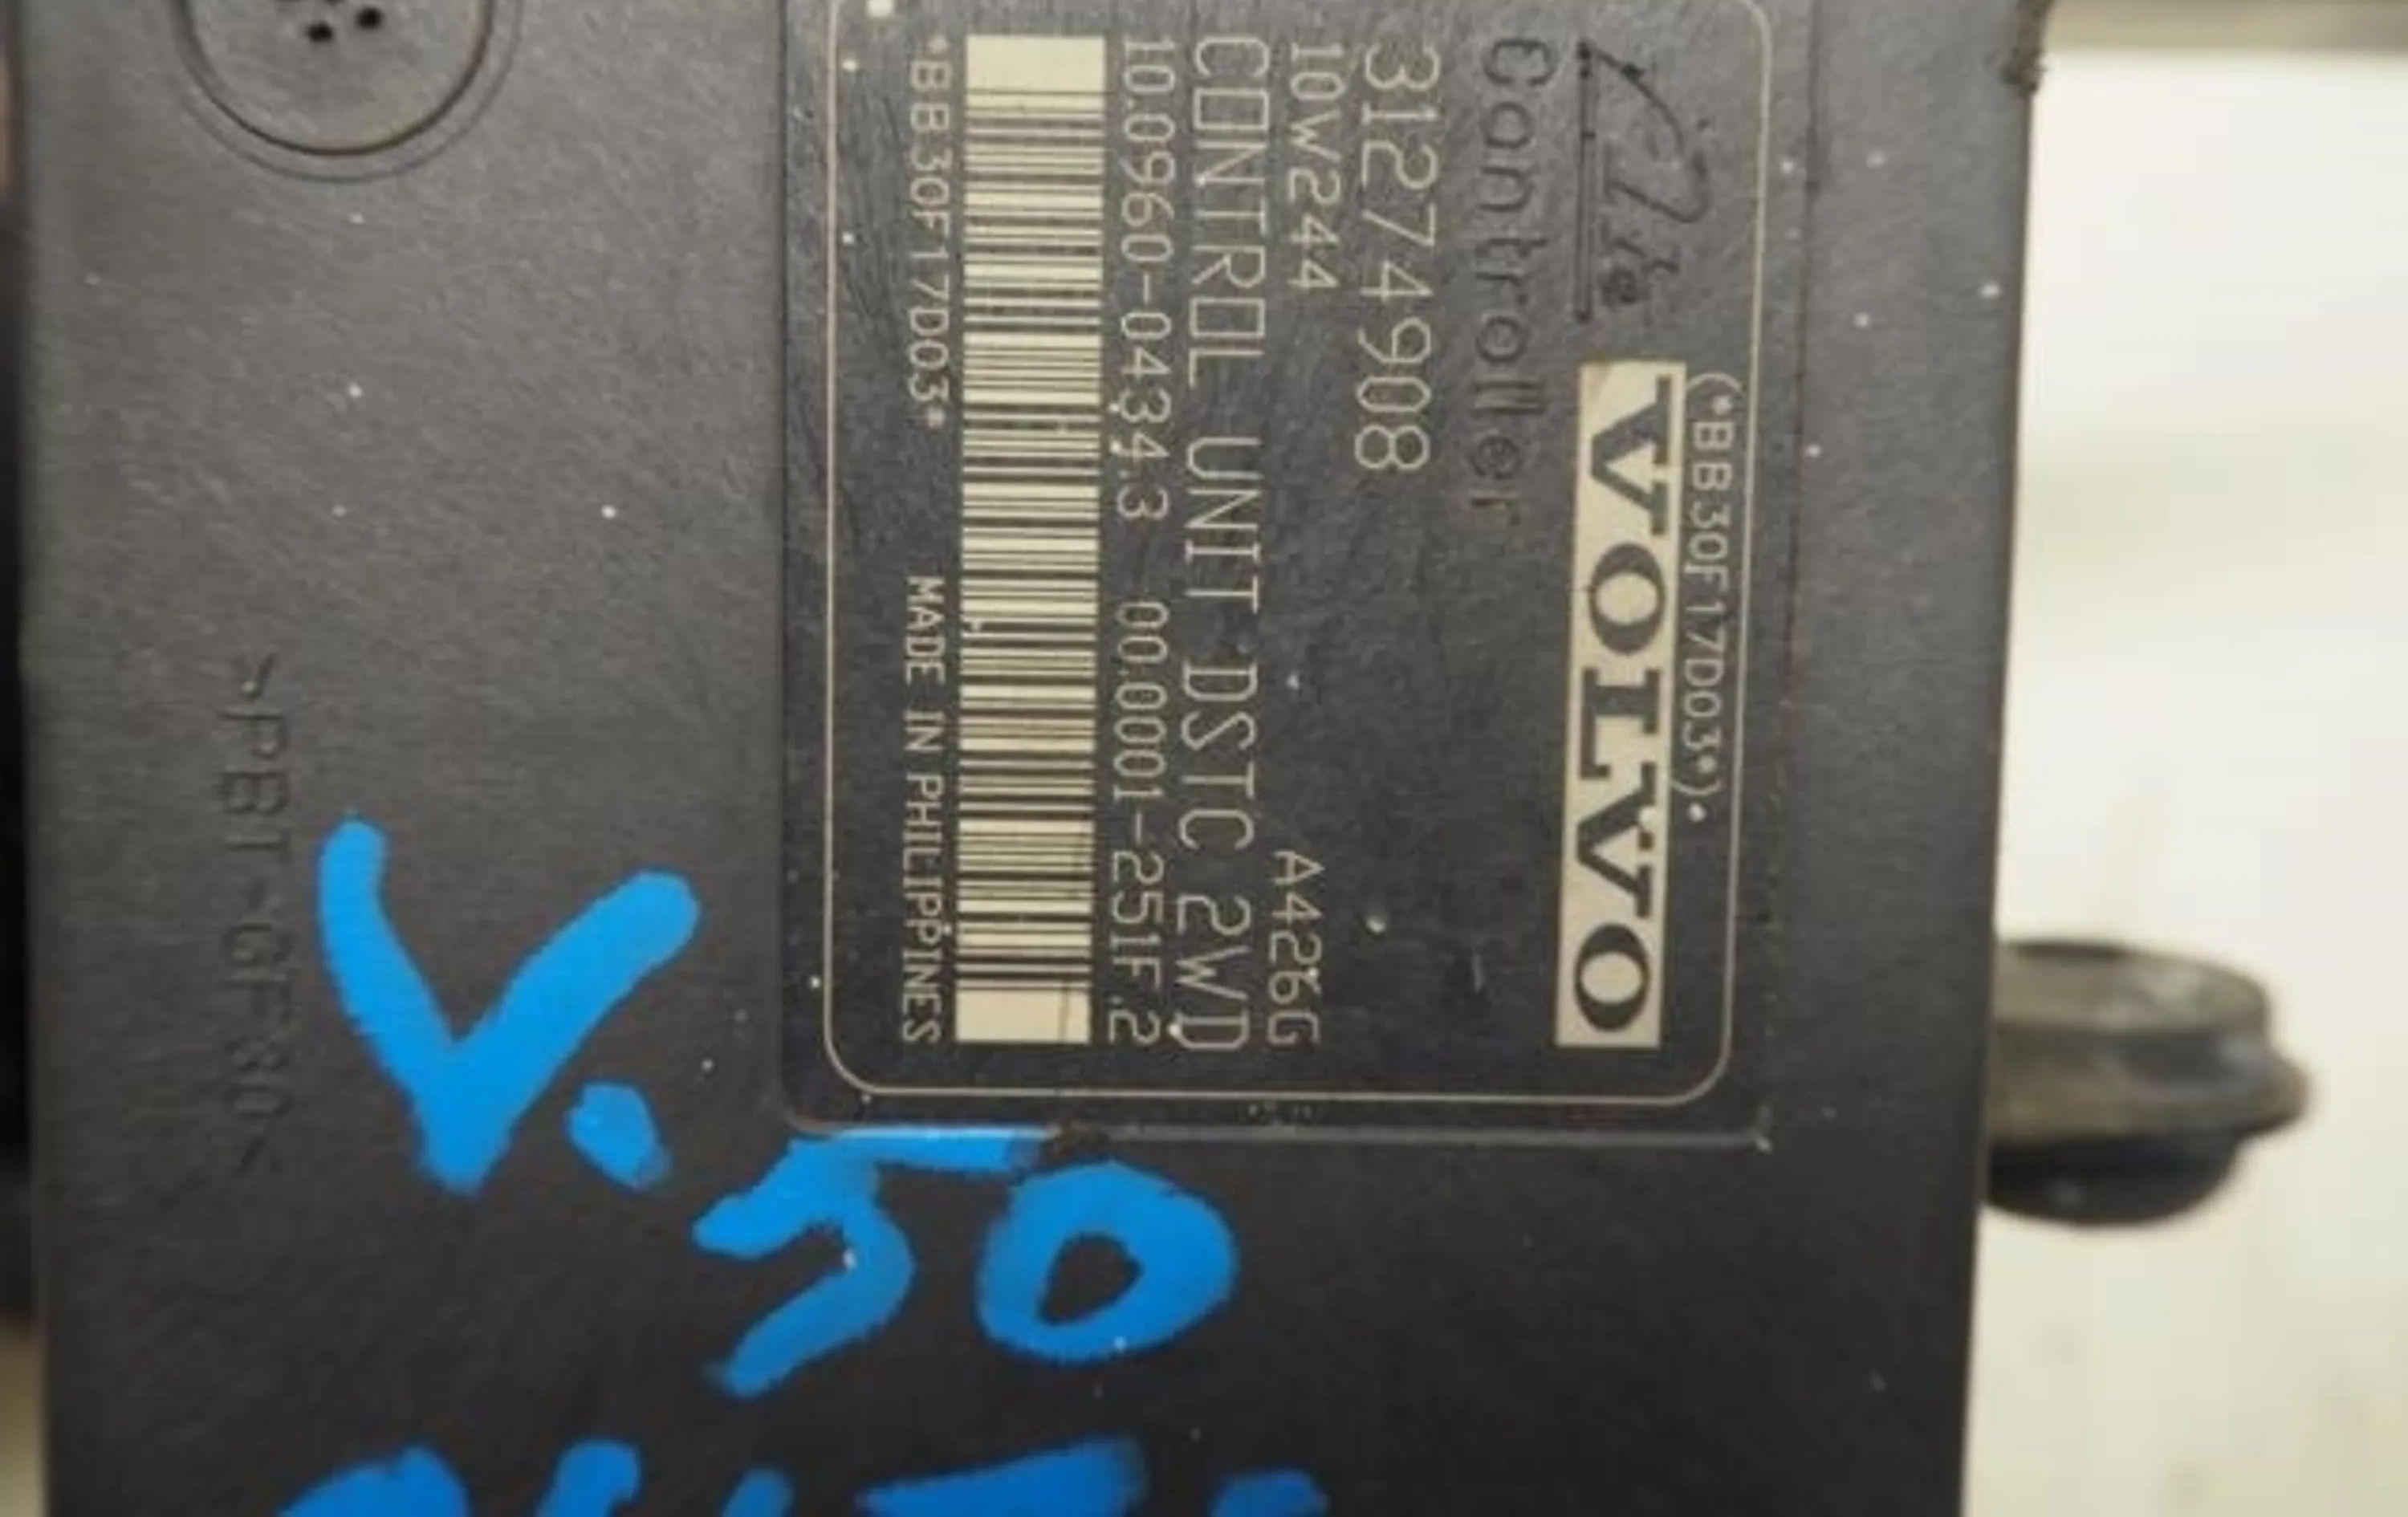 (*BB30F17D03*)
VOLVO
Controller
31274908
10W244 A426G
CONTROL UNIT DSTC 2WD
10.0960-0434.3 00.0001-251F.2
*BB30F17D03* MADE IN PHILIPPINES
>PBT-GF30<
V.50